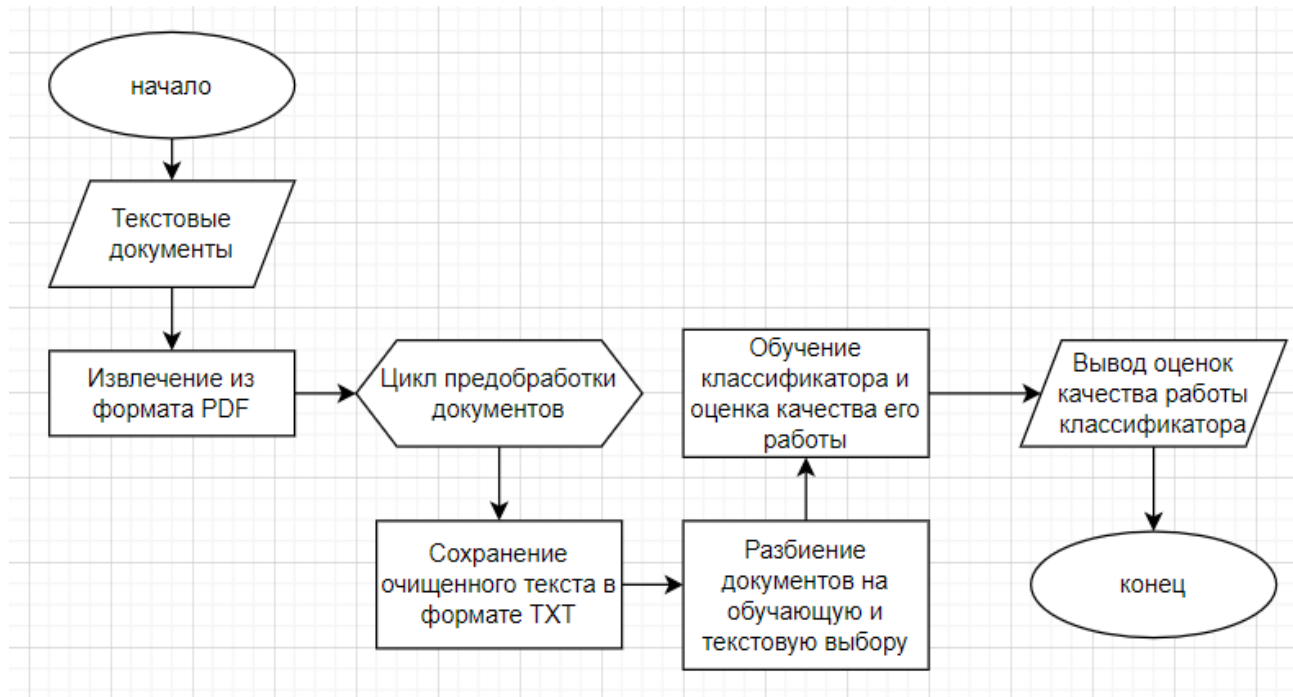 начало
Текстовые
документы
Извлечение из
формата PDF
Цикл предобработки
документов
Сохранение
очищенного текста в
формате TXT
Разбиение
документов на
обучающую и
текстовую выбору
Обучение
классификатора и
оценка качества его
работы
Вывод оценок
качества работы
классификатора
конец